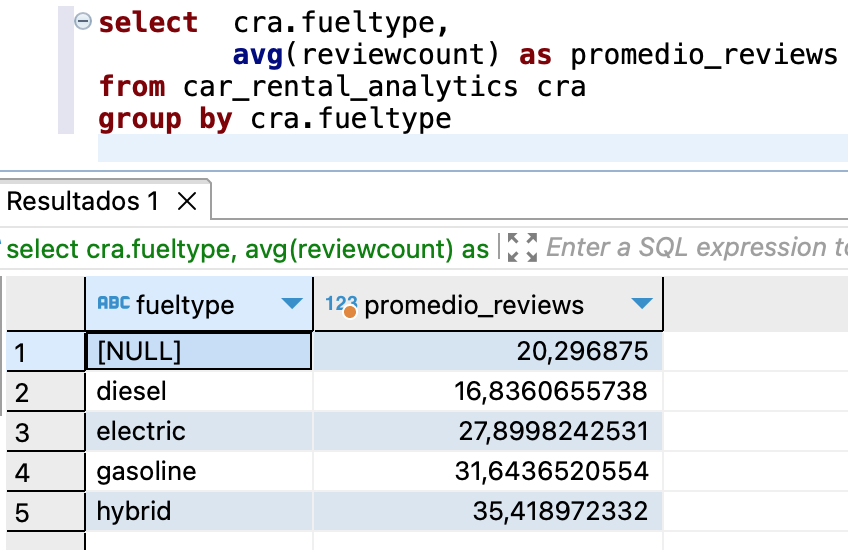 select  cra.fueltype,
        avg(reviewcount) as promedio_reviews
from car_rental_analytics cra
group by cra.fueltype
Resultados 1 ×
select cra.fueltype, avg(reviewcount) as Enter a SQL expression to
ABC fueltype 123 promedio_reviews
1 [NULL] 20,296875
2 diesel 16,8360655738
3 electric 27,8998242531
4 gasoline 31,6436520554
5 hybrid 35,418972332